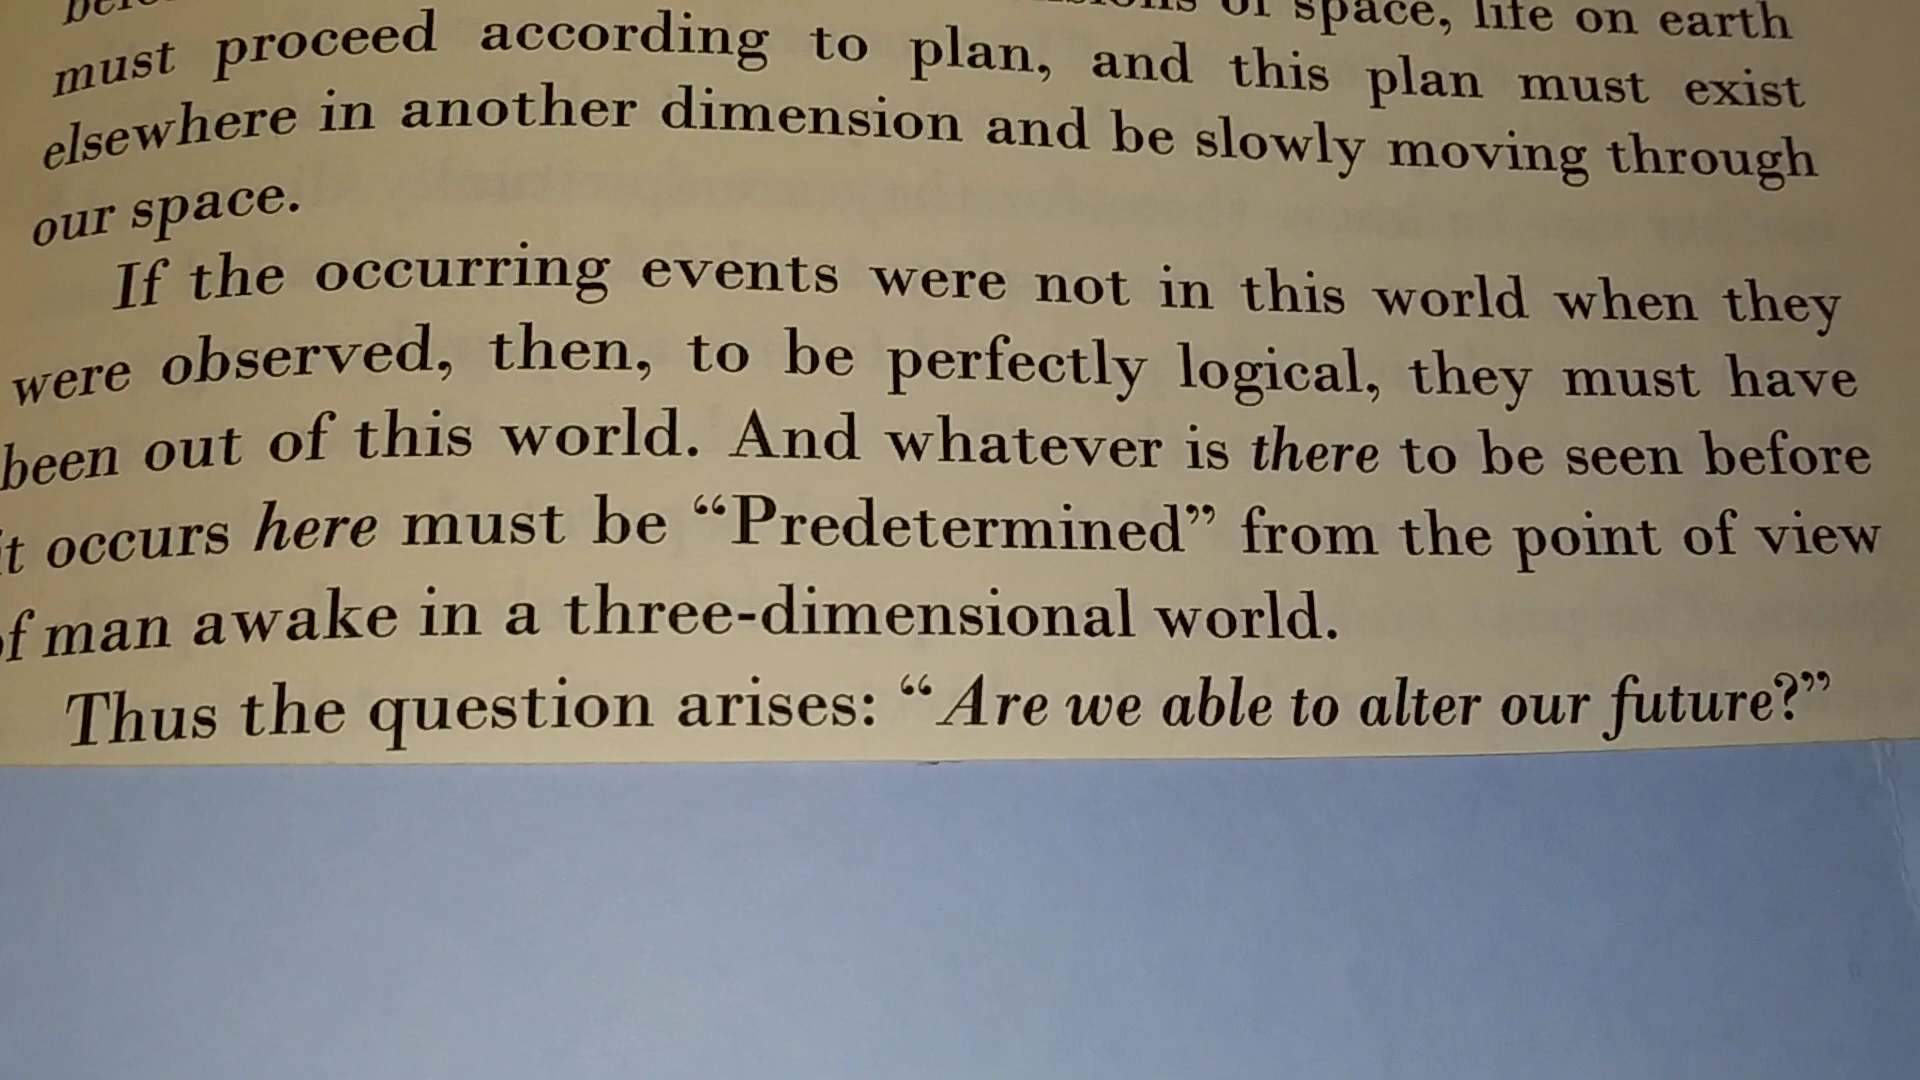 space, life on earth
must proceed according to plan, and this plan must exist
elsewhere in another dimension and be slowly moving through
our space.
If the occurring events were not in this world when they
were observed, then, to be perfectly logical, they must have
been out of this world. And whatever is there to be seen before
occurs here must be “Predetermined” from the point of view
man awake in a three-dimensional world.
Thus the question arises: “Are we able to alter our future?”